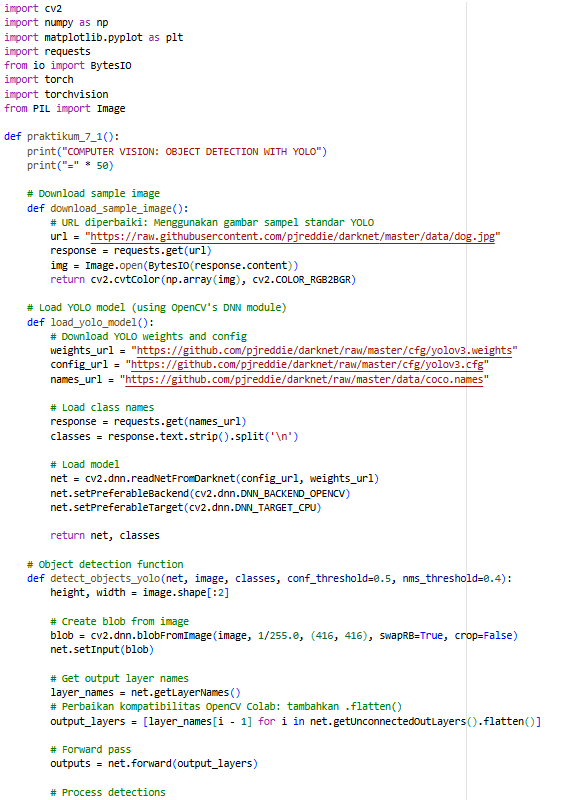 import cv2
import numpy as np
import matplotlib.pyplot as plt
import requests
from io import BytesIO
import torch
import torchvision
from PIL import Image

def praktikum_7_1():
    print("COMPUTER VISION: OBJECT DETECTION WITH YOLO")
    print("=" * 50)

    # Download sample image
    def download_sample_image():
        # URL diperbaiki: Menggunakan gambar sampel standar YOLO
        url = "https://raw.githubusercontent.com/pjreddie/darknet/master/data/dog.jpg"
        response = requests.get(url)
        img = Image.open(BytesIO(response.content))
        return cv2.cvtColor(np.array(img), cv2.COLOR_RGB2BGR)

    # Load YOLO model (using OpenCV's DNN module)
    def load_yolo_model():
        # Download YOLO weights and config
        weights_url = "https://github.com/pjreddie/darknet/raw/master/cfg/yolov3.weights"
        config_url = "https://github.com/pjreddie/darknet/raw/master/cfg/yolov3.cfg"
        names_url = "https://github.com/pjreddie/darknet/raw/master/data/coco.names"

        # Load class names
        response = requests.get(names_url)
        classes = response.text.strip().split('\n')

        # Load model
        net = cv2.dnn.readNetFromDarknet(config_url, weights_url)
        net.setPreferableBackend(cv2.dnn.DNN_BACKEND_OPENCV)
        net.setPreferableTarget(cv2.dnn.DNN_TARGET_CPU)

        return net, classes

    # Object detection function
    def detect_objects_yolo(net, image, classes, conf_threshold=0.5, nms_threshold=0.4):
        height, width = image.shape[:2]

        # Create blob from image
        blob = cv2.dnn.blobFromImage(image, 1/255.0, (416, 416), swapRB=True, crop=False)
        net.setInput(blob)

        # Get output layer names
        layer_names = net.getLayerNames()
        # Perbaikan kompatibilitas OpenCV Colab: tambahkan .flatten()
        output_layers = [layer_names[i - 1] for i in net.getUnconnectedOutLayers().flatten()]

        # Forward pass
        outputs = net.forward(output_layers)

        # Process detections